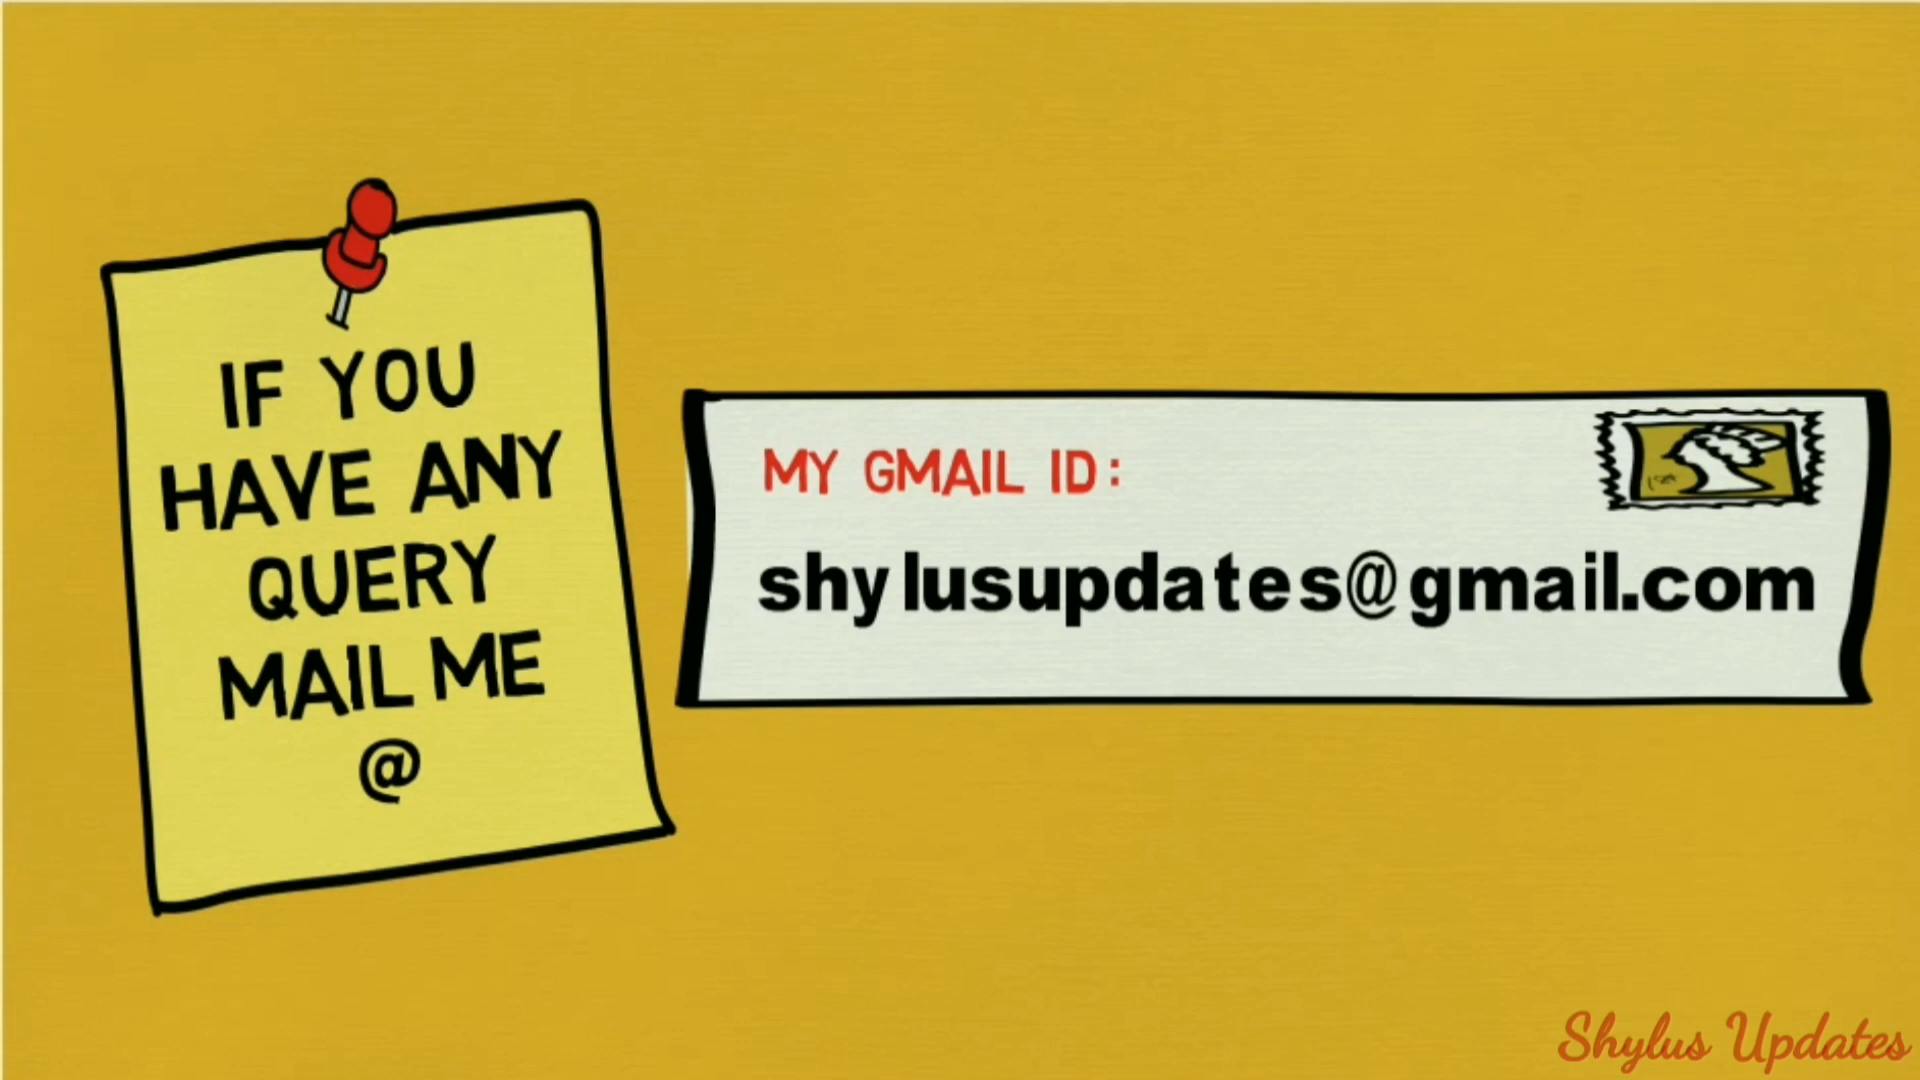 IF YOU
HAVE ANY
QUERY
MAIL ME
@
MY GMAIL ID:
shylusupdates@gmail.com
Shylus Updates